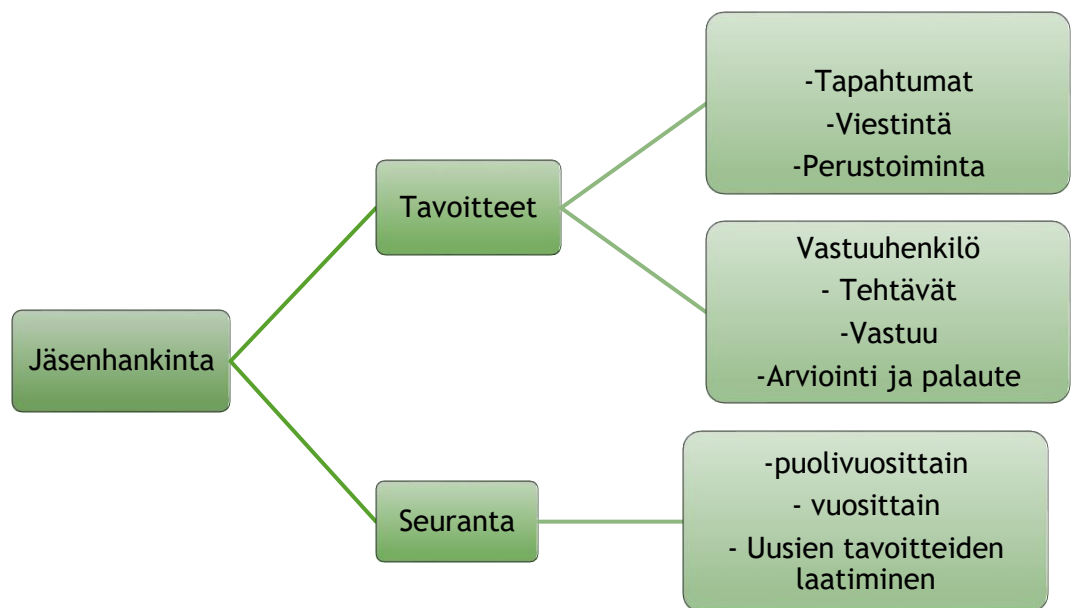 Jäsenhankinta
Tavoitteet
-Tapahtumat
-Viestintä
-Perustoiminta
Vastuuhenkilö
- Tehtävät
-Vastuu
-Arviointi ja palaute
Seuranta
-puolivuosittain
- vuosittain
- Uusien tavoitteiden
laatiminen